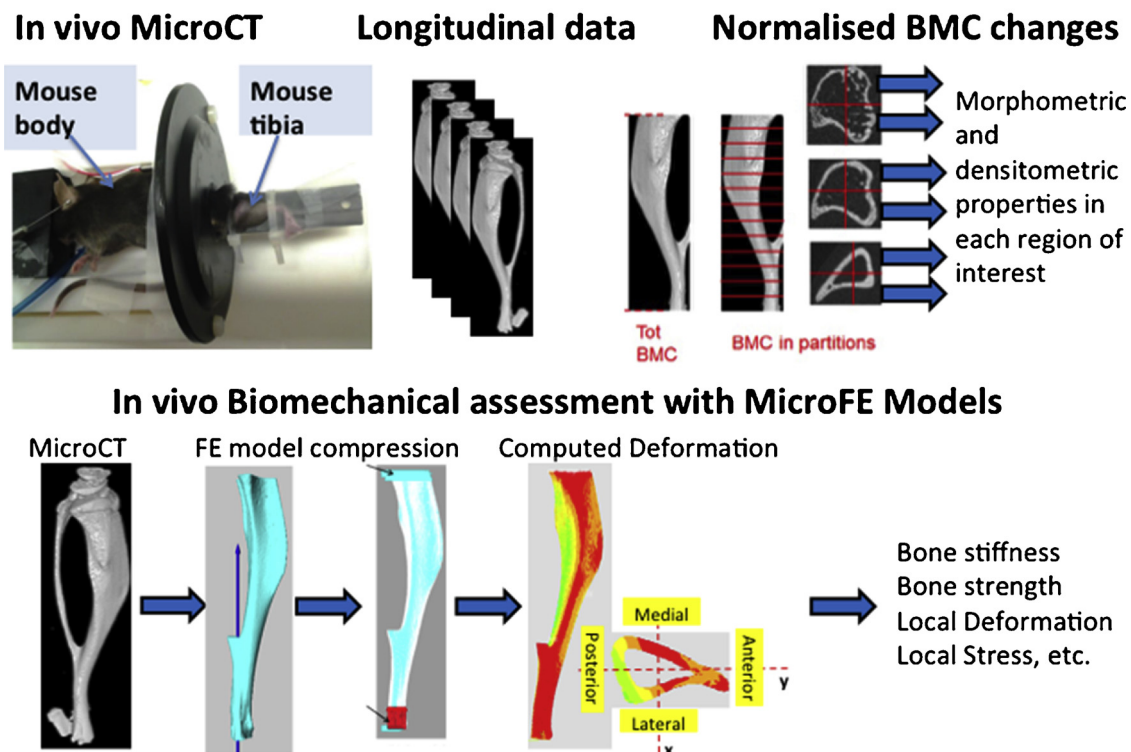 In vivo MicroCT
Longitudinal data
Normalised BMC changes
Mouse
body
Mouse
tibia
Morphometric
and
densitometric
properties in
each region of
interest
Tot
BMC
BMC in partitions
In vivo Biomechanical assessment with MicroFE Models
MicroCT
FE model compression
Computed Deformation
Medial
Posterior
Anterior
y
Lateral
x
Bone stiffness
Bone strength
Local Deformation
Local Stress, etc.